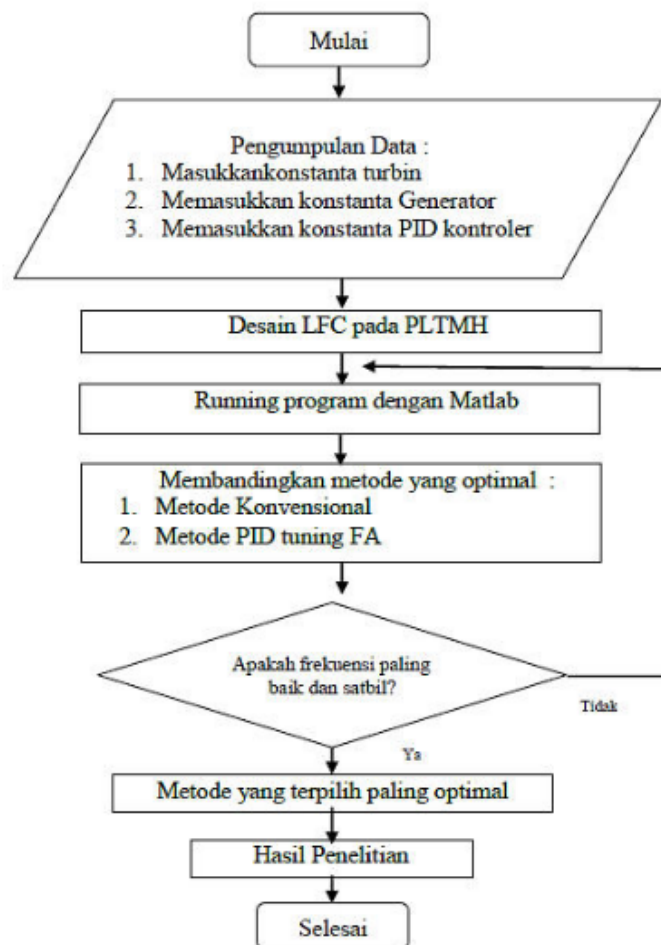 Mulai
Pengumpulan Data :
1. Masukkankonstanta turbin
2. Memasukkan konstanta Generator
3. Memasukkan konstanta PID kontroler
Desain LFC pada PLTMH
Running program dengan Matlab
Membandingkan metode yang optimal :
1. Metode Konvensional
2. Metode PID tuning FA
Apakah frekuensi paling
baik dan satbil?
Tidak
Ya
Metode yang terpilih paling optimal
Hasil Penelitian
Selesai